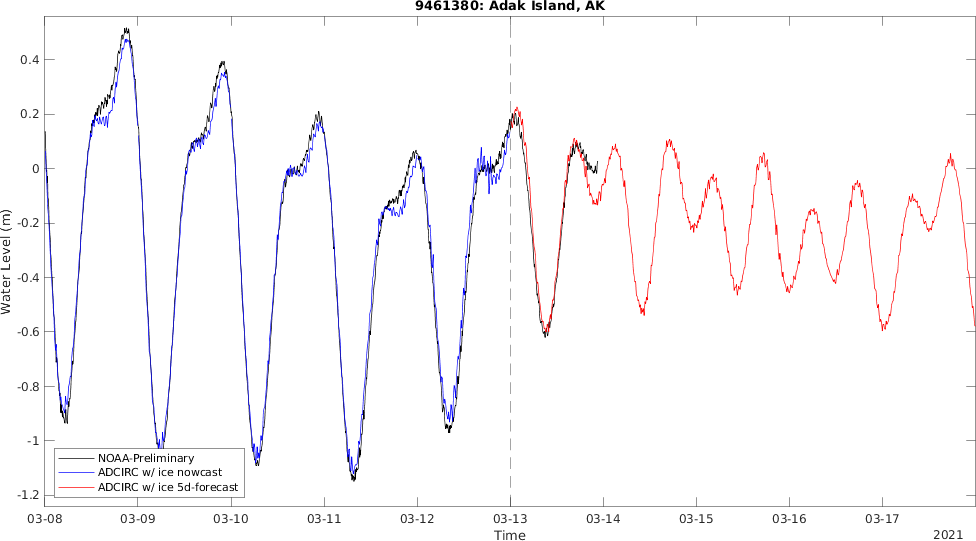 9461380: Adak Island, AK
Water Level (m)
0.4
0.2
0
-0.2
-0.4
-0.6
-0.8
-1
-1.2
NOAA-Preliminary
ADCIRC w/ ice nowcast
ADCIRC w/ ice 5d-forecast
03-08 03-09 03-10 03-11 03-12 03-13 03-14 03-15 03-16 03-17
Time
2021